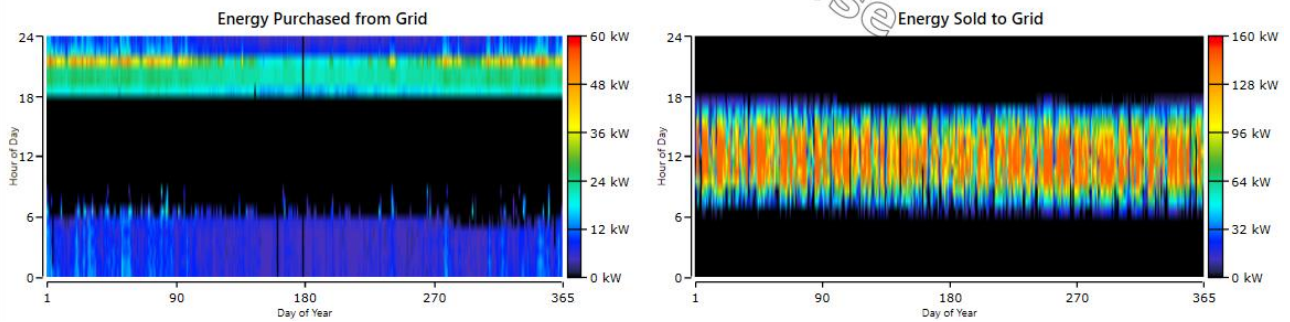 Energy Purchased from Grid
24
18
12
6
0
Hour of Day
1
90
180
270
365
Day of Year
60 kW
48 kW
36 kW
24 kW
12 kW
0 kW
se
Energy Sold to Grid
24
18
12
6
0
Hour of Day
1
90
180
270
365
Day of Year
160 kW
128 kW
96 kW
64 kW
32 kW
0 kW